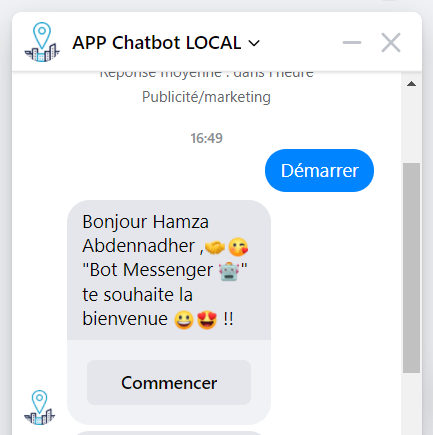 APP Chatbot LOCAL
Réponse moyenne : dans l'heure
Publicité/marketing
16:49
Démarrer
Bonjour Hamza
Abdennadher ,🤝😘
"Bot Messenger 🤖"
te souhaite la
bienvenue 😀😍 !!
Commencer